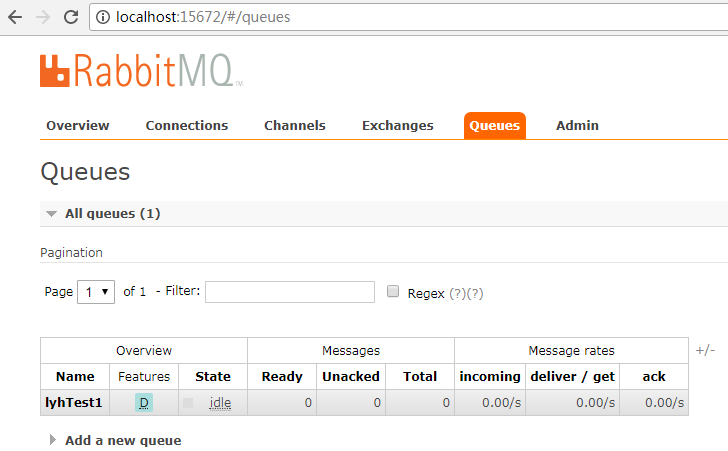 localhost:15672/#/queues
RabbitMQ TM
Overview Connections Channels Exchanges Queues Admin
Queues
All queues (1)
Pagination
Page 1 of 1 - Filter: Regex (?)(?)
Overview Messages Message rates +/-
Name Features State Ready Unacked Total incoming deliver / get ack
lyhTest1 D idle 0 0 0 0.00/s 0.00/s 0.00/s
Add a new queue